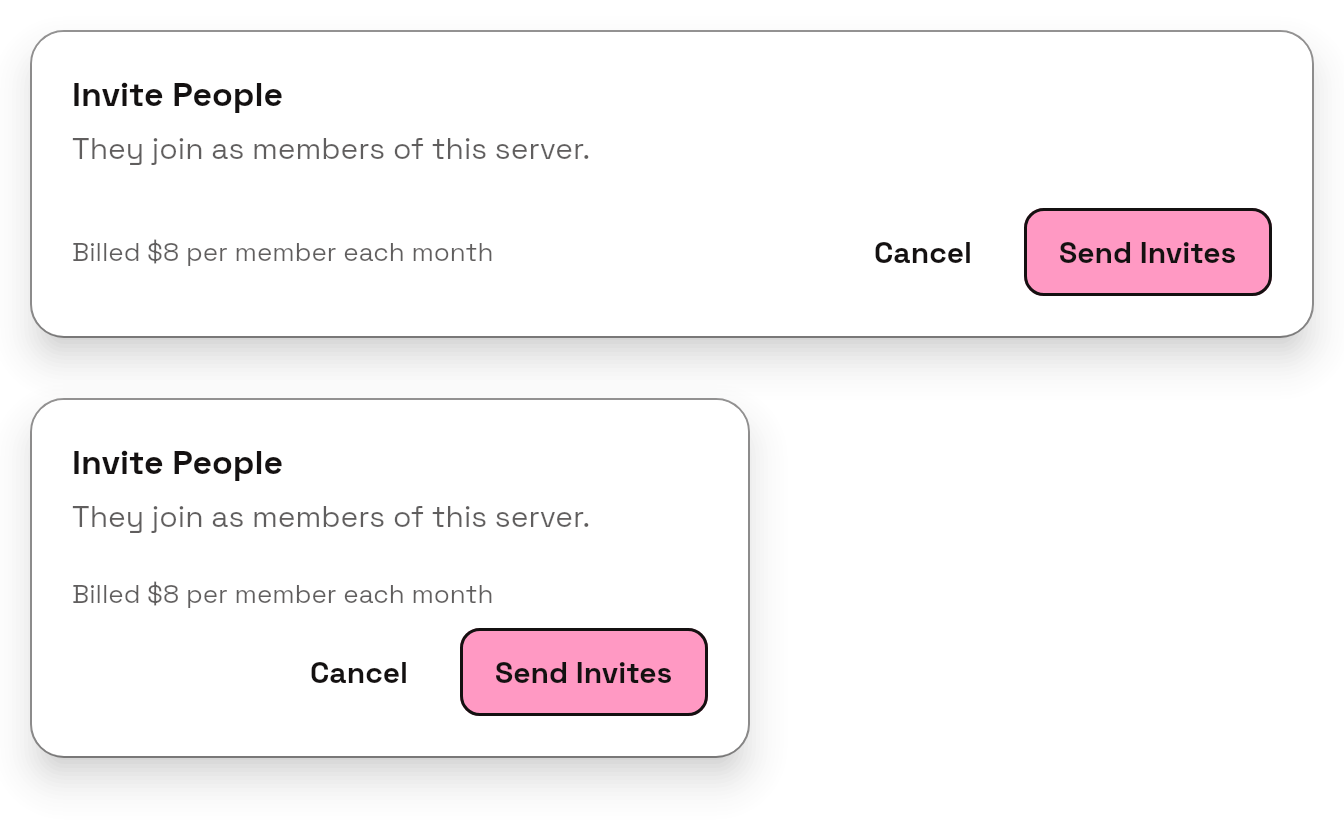 Invite People
They join as members of this server.
Billed $8 per member each month
Cancel
Send Invites
Invite People
They join as members of this server.
Billed $8 per member each month
Cancel
Send Invites